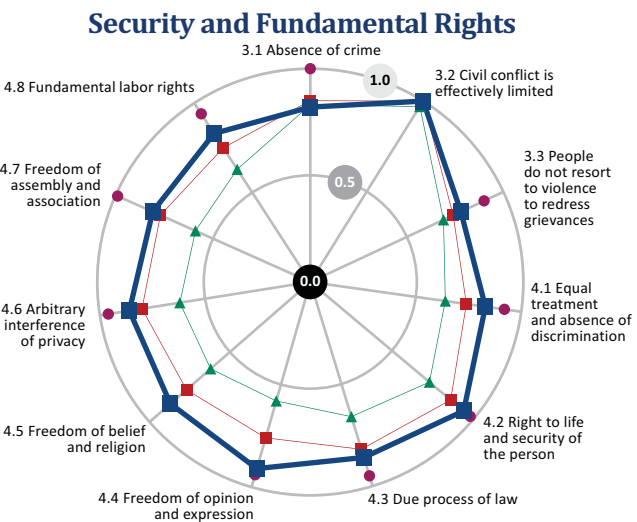 Security and Fundamental Rights
3.1 Absence of crime
1.0
3.2 Civil conflict is
effectively limited
4.8 Fundamental labor rights
3.3 People
do not resort
to violence
to redress
grievances
4.7 Freedom of
assembly and
association
0.5
0.0
4.1 Equal
treatment
and absence of
discrimination
4.6 Arbitrary
interference
of privacy
4.2 Right to life
and security of
the person
4.5 Freedom of belief
and religion
4.4 Freedom of opinion
and expression
4.3 Due process of law